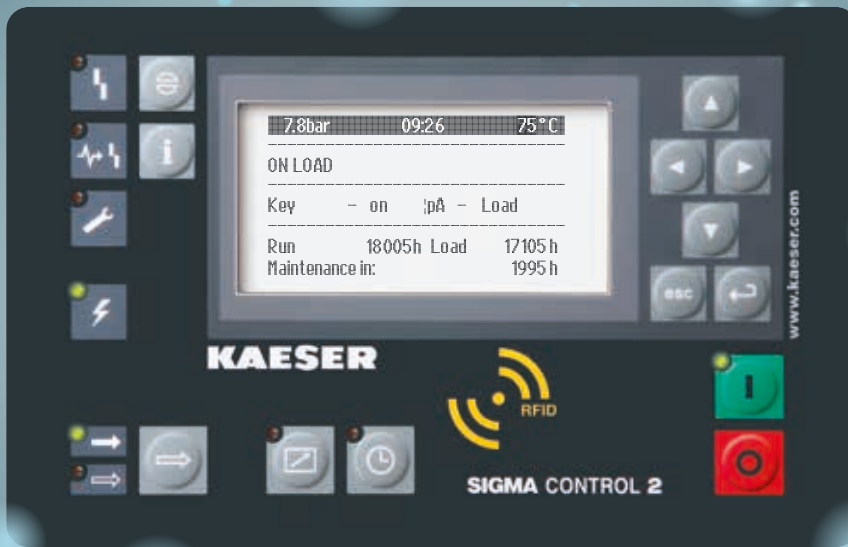 7.8bar 09:26 75°C
ON LOAD
Key - on ¦pA - Load
Run 18005h Load 17105h
Maintenance in: 1995h
esc
www.kaeser.com
KAESER
RFID
I
SIGMA CONTROL 2